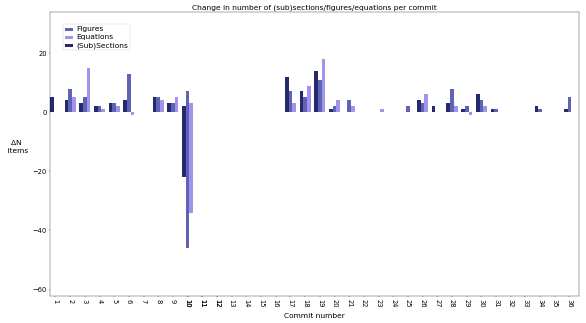 Change in number of (sub)sections/figures/equations per commit
Figures
Equations
(Sub)Sections
20
0
−20
−40
−60
ΔN
items
1 2 3 4 5 6 7 8 9 10 11 12 13 14 15 16 17 18 19 20 21 22 23 24 25 26 27 28 29 30 31 32 33 34 35 36
Commit number